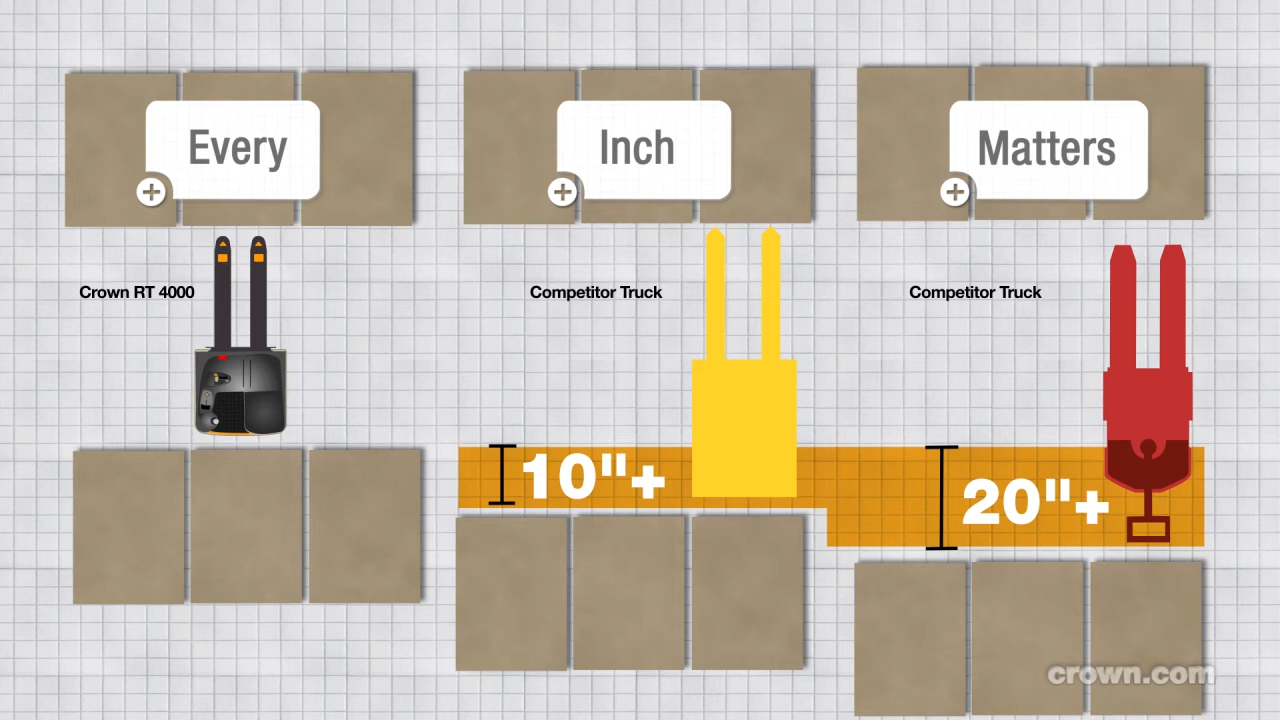 Every
Inch
Matters
Crown RT 4000
Competitor Truck
Competitor Truck
10"+
20"+
crown.com